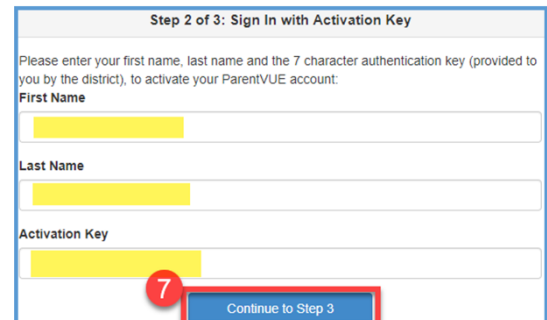 Step 2 of 3: Sign In with Activation Key
Please enter your first name, last name and the 7 character authentication key (provided to
you by the district), to activate your ParentVUE account:
First Name
Last Name
Activation Key
7
Continue to Step 3